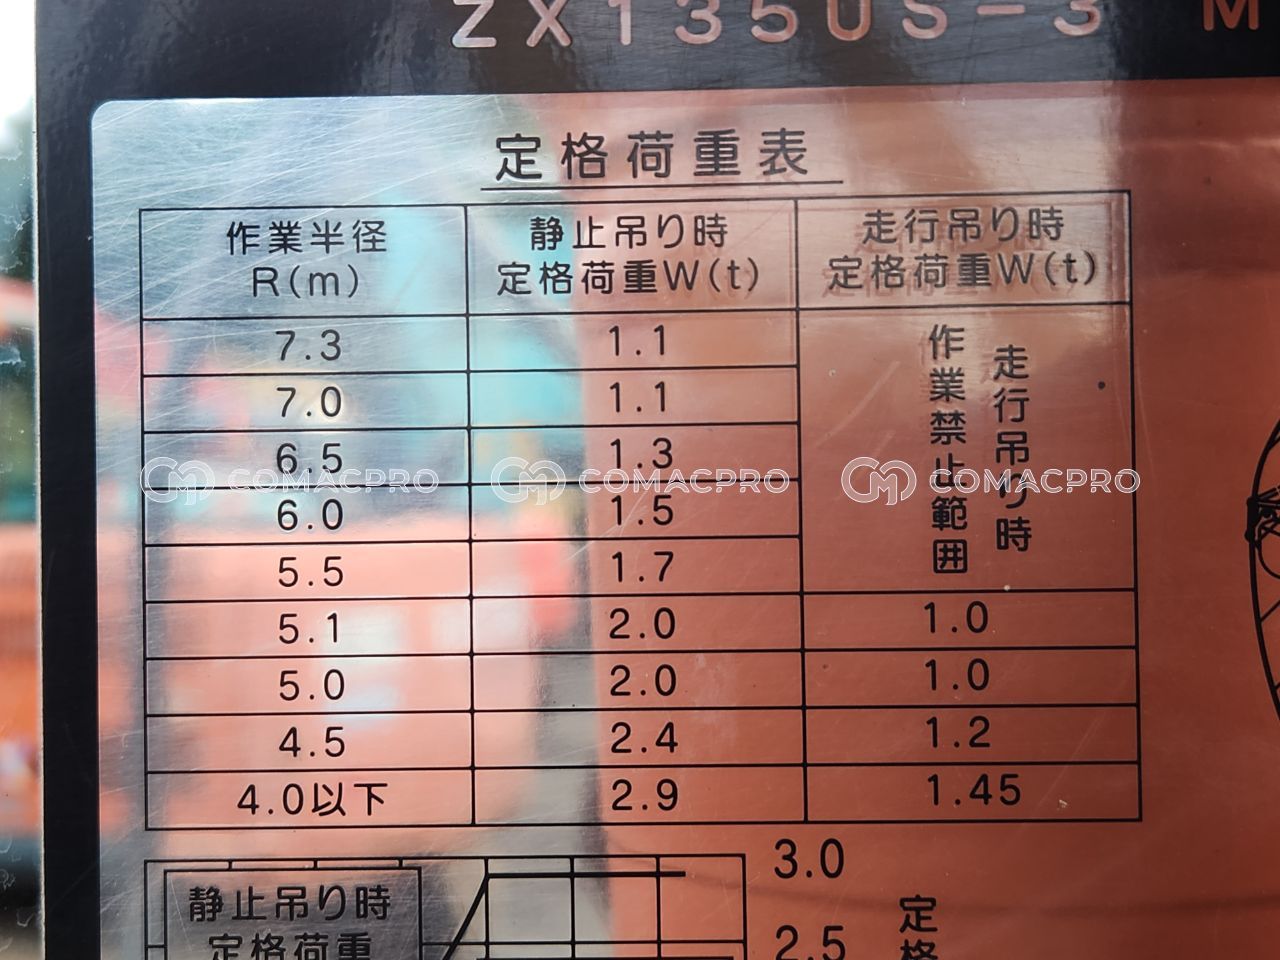 ZX135US-3 M
定格荷重表
作業半径 R(m)
静止吊り時 定格荷重W(t)
走行吊り時 定格荷重W(t)
7.3 1.1
7.0 1.1
6.5 1.3
6.0 1.5
5.5 1.7
走行吊り時
作業禁止範囲
COMACPRO COMACPRO COMACPRO
5.1 2.0 1.0
5.0 2.0 1.0
4.5 2.4 1.2
4.0以下 2.9 1.45
静止吊り時
定格荷重
3.0
2.5
定格